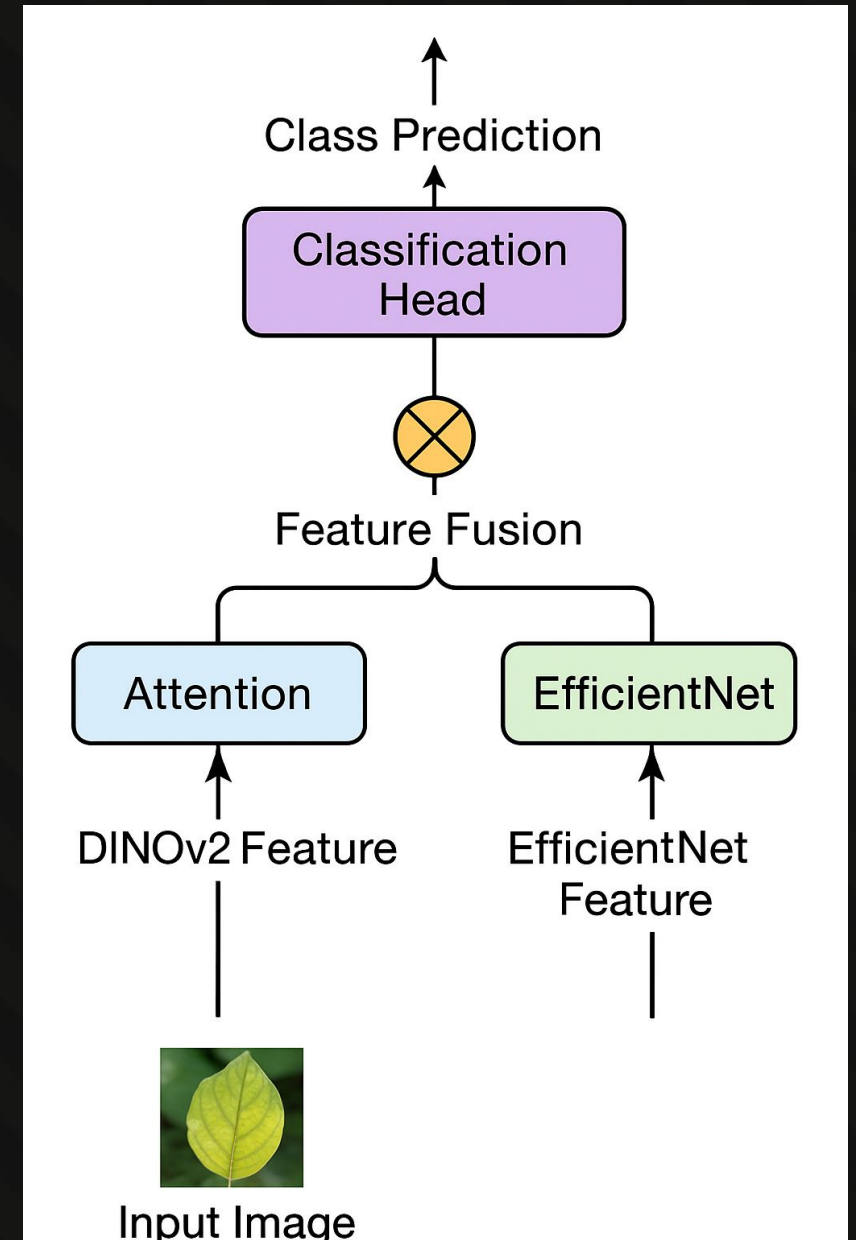 Class Prediction
Classification
Head
Feature Fusion
Attention
EfficientNet
DINOv2 Feature
EfficientNet
Feature
Input Image